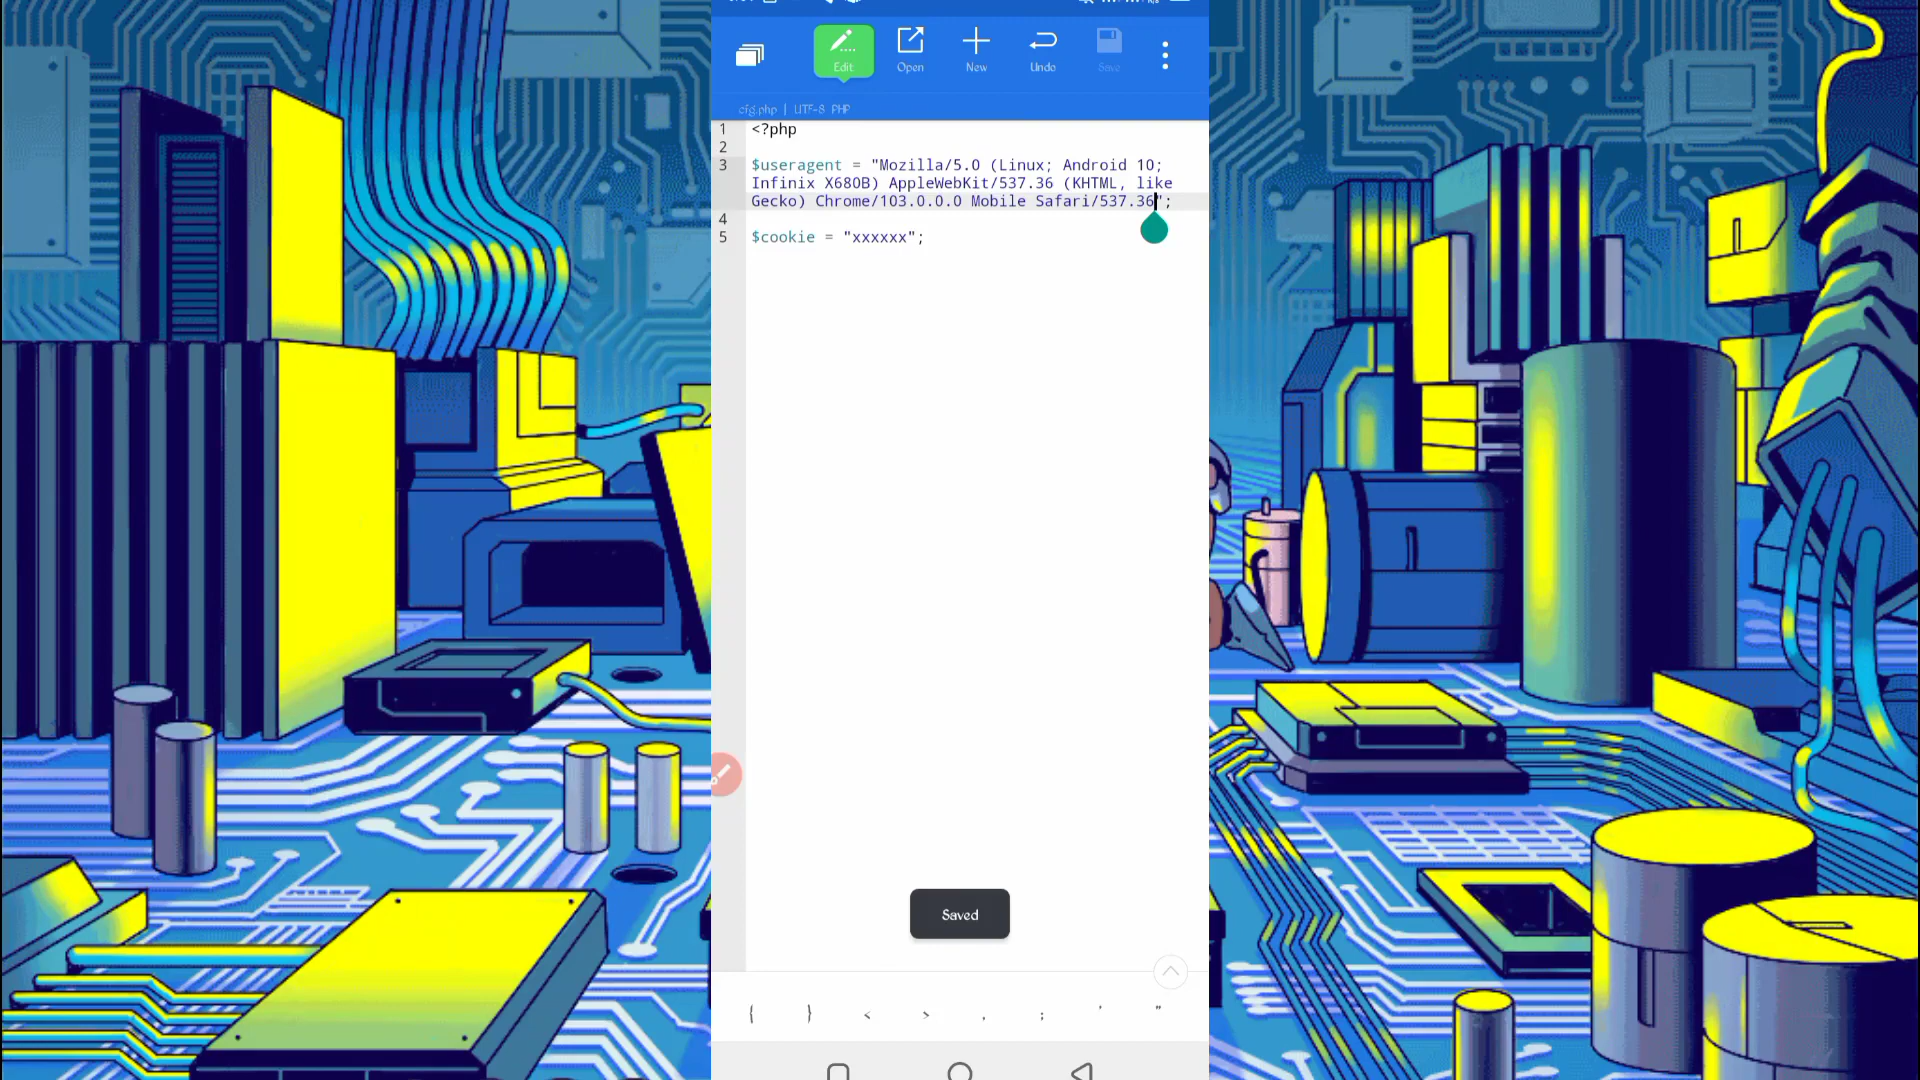 Edit
Open
New
Undo
Save
cfg.php | UTF-8 PHP
1 <?php
2
3 $useragent = "Mozilla/5.0 (Linux; Android 10;
Infinix X680B) AppleWebKit/537.36 (KHTML, like
Gecko) Chrome/103.0.0.0 Mobile Safari/537.36";
4
5 $cookie = "xxxxxx";
Saved
{ } < > , ; ' "